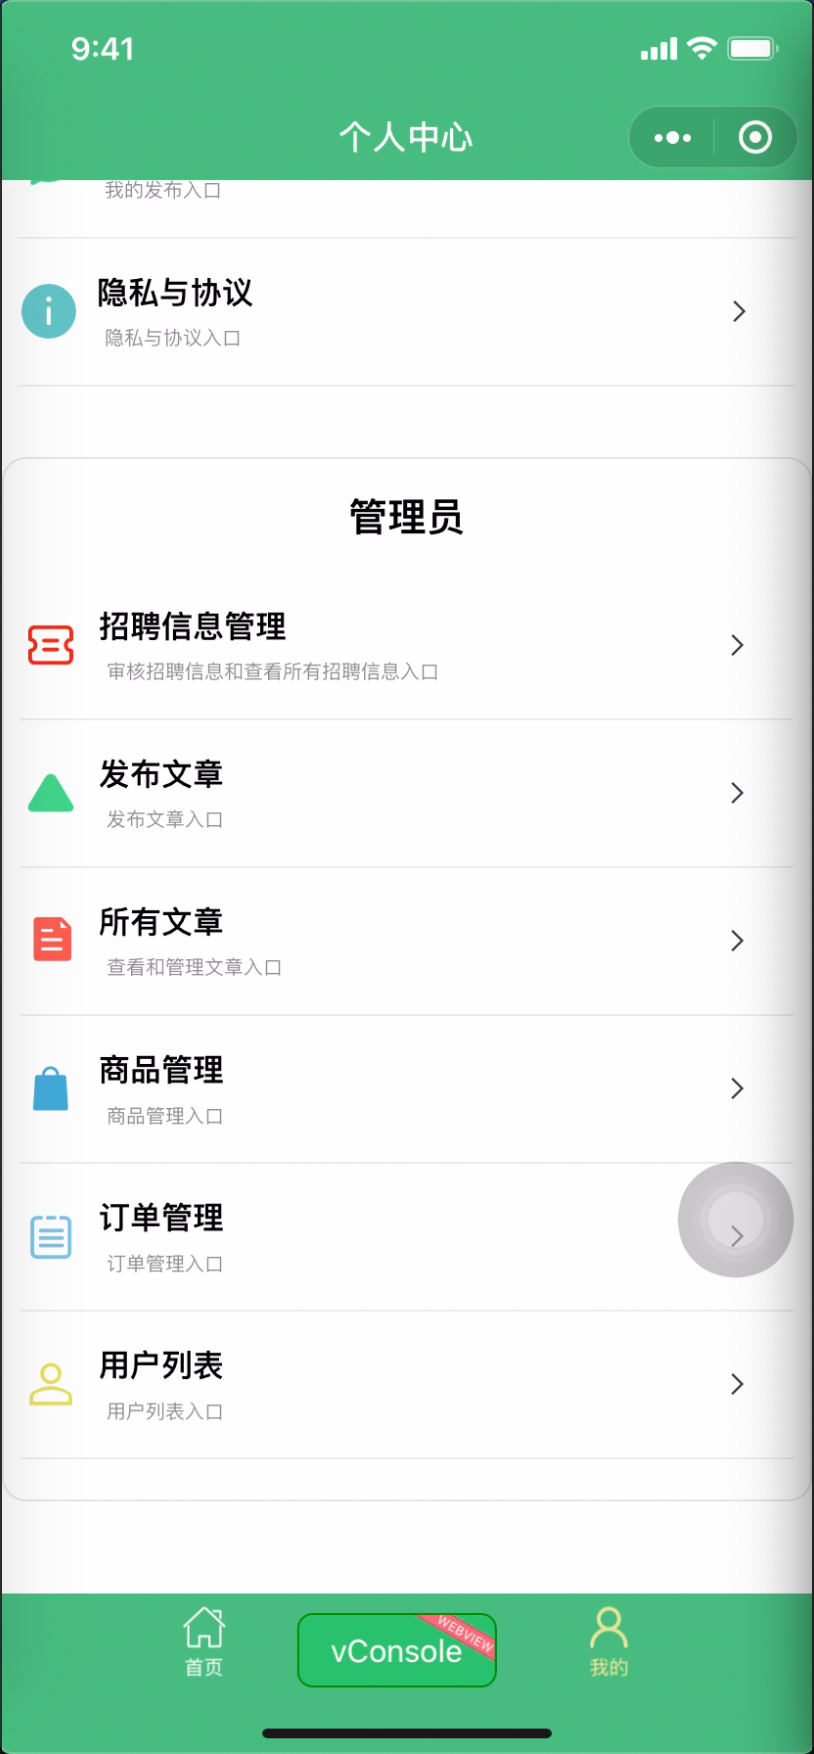 9:41
个人中心
我的发布入口
隐私与协议
隐私与协议入口
管理员
招聘信息管理
审核招聘信息和查看所有招聘信息入口
发布文章
发布文章入口
所有文章
查看和管理文章入口
商品管理
商品管理入口
订单管理
订单管理入口
用户列表
用户列表入口
首页
vConsole
WEBVIEW
我的